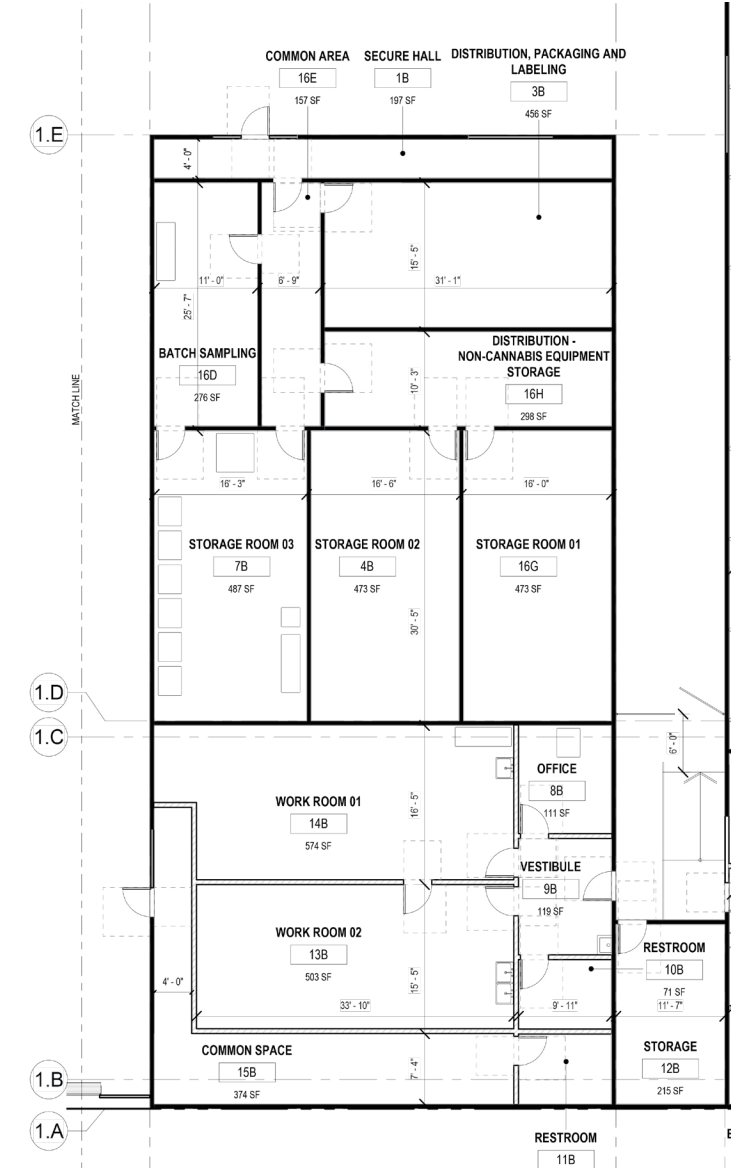 COMMON AREA
16E
157 SF
SECURE HALL
1B
197 SF
DISTRIBUTION, PACKAGING AND
LABELING
3B
456 SF
1.E
4' - 0"
15' - 5"
11' - 0"
6' - 9"
31' - 1"
25' - 7"
MATCH LINE
BATCH SAMPLING
16D
276 SF
10' - 3"
DISTRIBUTION -
NON-CANNABIS EQUIPMENT
STORAGE
16H
298 SF
16' - 3"
16' - 6"
16' - 0"
STORAGE ROOM 03
7B
487 SF
STORAGE ROOM 02
4B
473 SF
STORAGE ROOM 01
16G
473 SF
30' - 5"
1.D
1.C
6' - 0"
16' - 5"
OFFICE
8B
111 SF
WORK ROOM 01
14B
574 SF
VESTIBULE
9B
119 SF
WORK ROOM 02
13B
503 SF
15' - 5"
RESTROOM
10B
71 SF
4' - 0"
33' - 10"
9' - 11"
11' - 7"
COMMON SPACE
15B
374 SF
7' - 4"
STORAGE
12B
215 SF
1.B
1.A
RESTROOM
11B